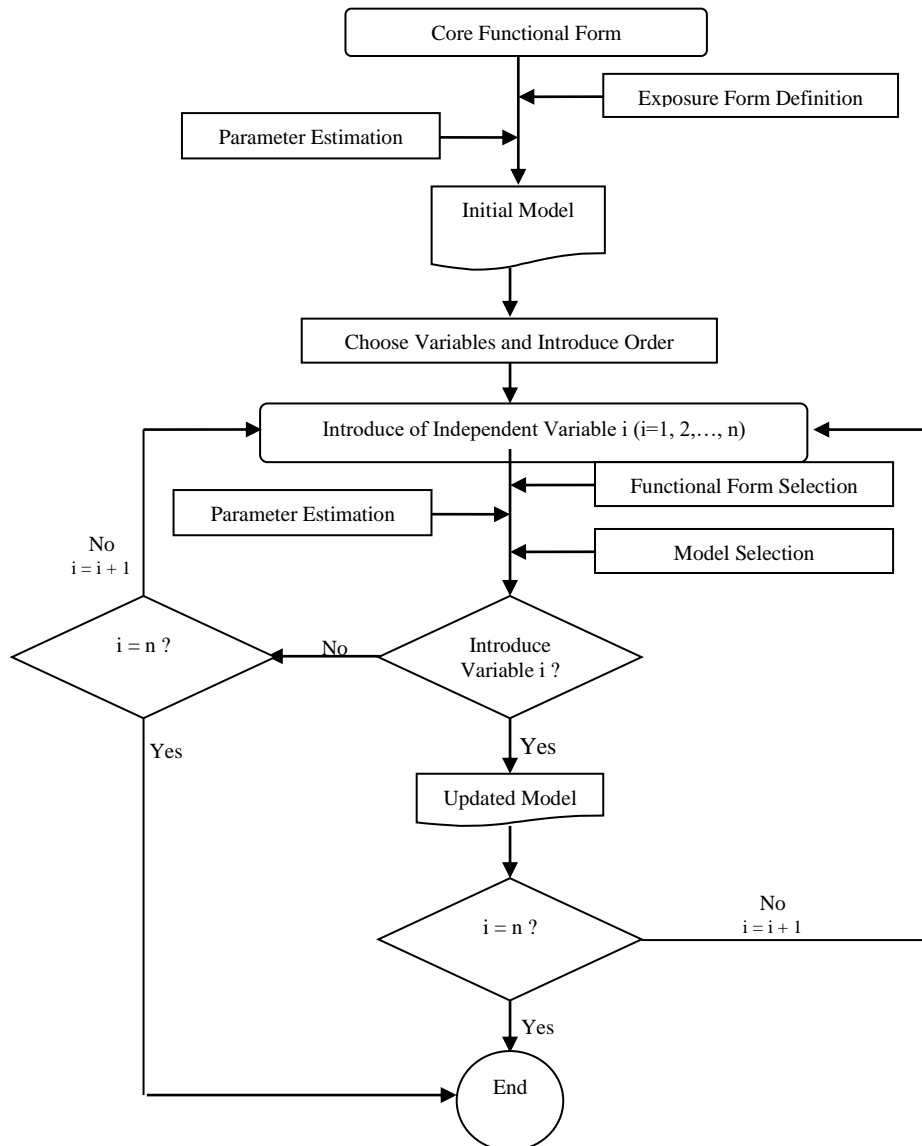 Core Functional Form
Exposure Form Definition
Parameter Estimation
Initial Model
Choose Variables and Introduce Order
Introduce of Independent Variable i (i=1, 2,…, n)
Functional Form Selection
Parameter Estimation
Model Selection
No
i = i + 1
i = n ?
No
Introduce
Variable i ?
Yes
Yes
Updated Model
i = n ?
No
i = i + 1
Yes
End